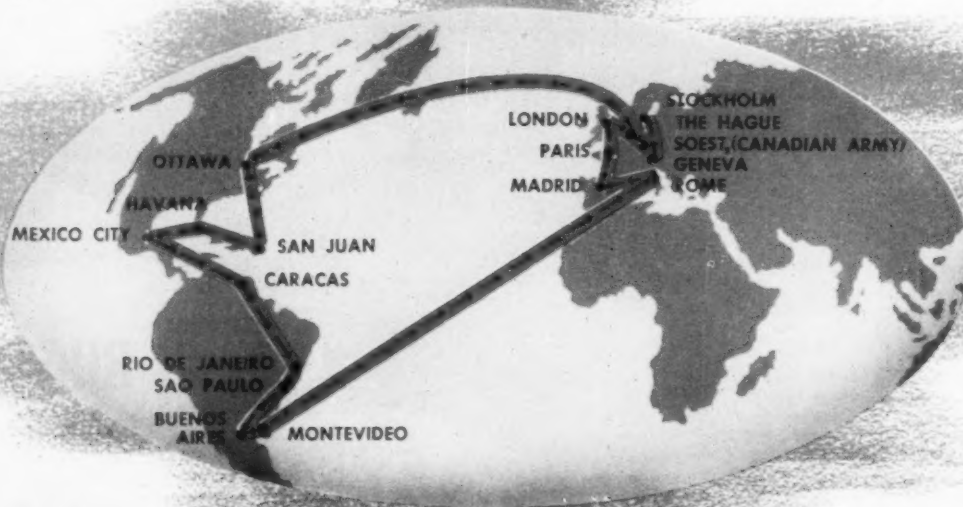 STOCKHOLM
LONDON
THE HAGUE
SOEST, (CANADIAN ARMY)
PARIS
GENEVA
OTTAWA
MADRID
ROME
HAVANA
MEXICO CITY
SAN JUAN
CARACAS
RIO DE JANEIRO
SAO PAULO
BUENOS
AIRES
MONTEVIDEO